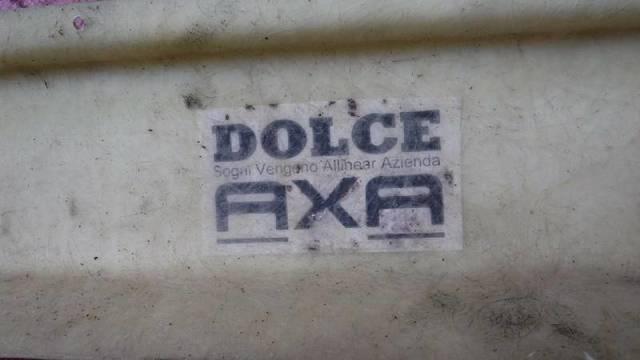 DOLCE
Sogni Vengono Allinear Azienda
AXA